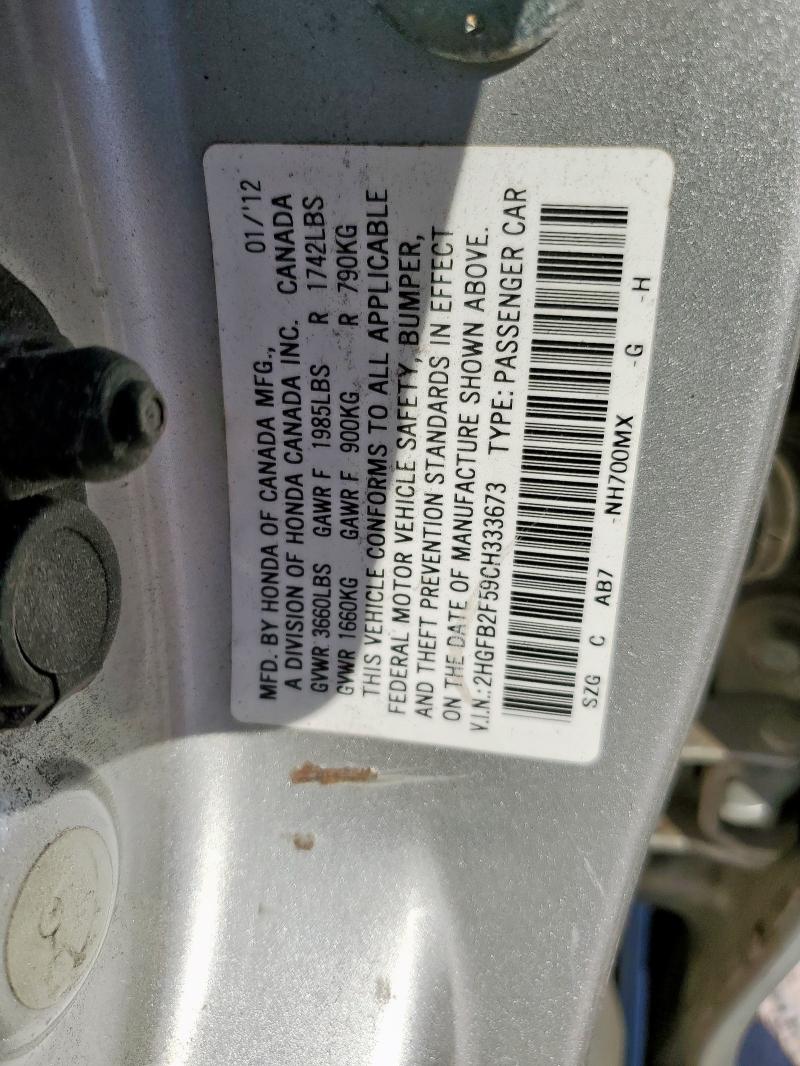 01/'12
MFD. BY HONDA OF CANADA MFG.,
A DIVISION OF HONDA CANADA INC. CANADA
GVWR 3660LBS GAWR F 1985LBS R 1742LBS
GVWR 1660KG GAWR F 900KG R 790KG
THIS VEHICLE CONFORMS TO ALL APPLICABLE
FEDERAL MOTOR VEHICLE SAFETY, BUMPER,
AND THEFT PREVENTION STANDARDS IN EFFECT
ON THE DATE OF MANUFACTURE SHOWN ABOVE.
V.I.N.: 2HGFB2F59CH333673 TYPE: PASSENGER CAR
SZG C AB7 -NH700MX -G -H